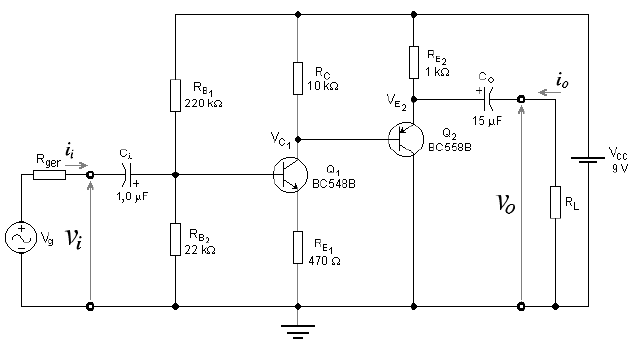 R_B1
220 kΩ
R_C
10 kΩ
R_E2
1 kΩ
C_o
+
i_o
15 µF
V_E2
V_C1
Q_2
BC558B
V_CC
9 V
R_ger
i_i
C_i
+
1,0 µF
Q_1
BC548B
V_g
v_i
R_B2
22 kΩ
R_E1
470 Ω
v_o
R_L